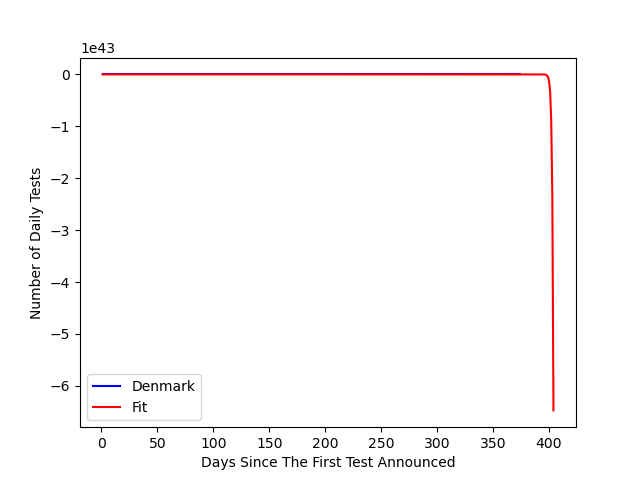 1e43
0
−1
−2
−3
−4
−5
−6
Number of Daily Tests
Denmark
Fit
0 50 100 150 200 250 300 350 400
Days Since The First Test Announced